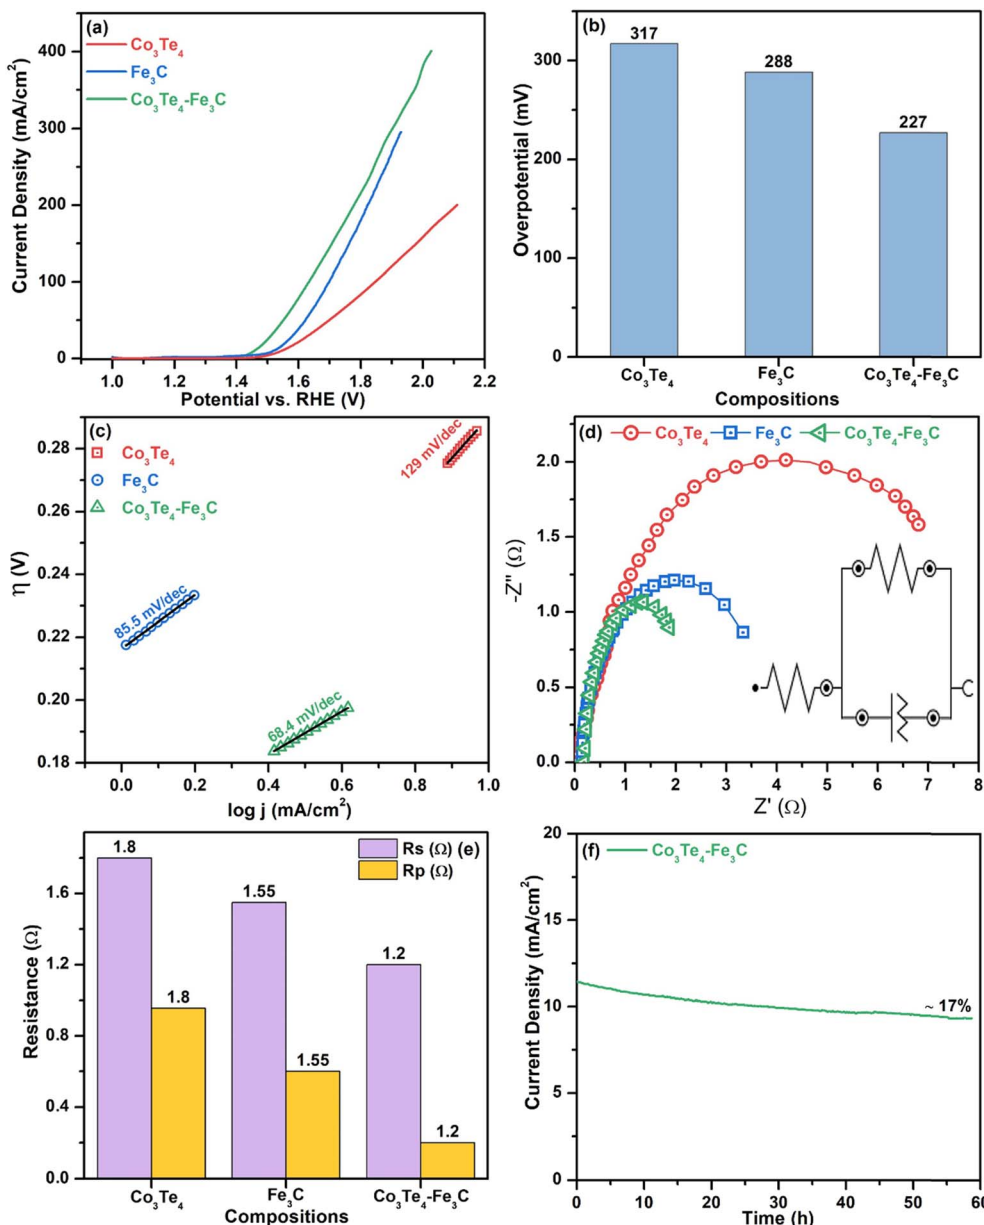 (a)
Co₃Te₄
Fe₃C
Co₃Te₄-Fe₃C
400
300
200
100
0
1.0 1.2 1.4 1.6 1.8 2.0 2.2
Current Density (mA/cm²)
Potential vs. RHE (V)
(b)
317
288
227
300
200
100
0
Overpotential (mV)
Co₃Te₄ Fe₃C Co₃Te₄-Fe₃C
Compositions
(c)
Co₃Te₄
Fe₃C
Co₃Te₄-Fe₃C
129 mV/dec
85.5 mV/dec
68.4 mV/dec
0.28
0.26
0.24
0.22
0.20
0.18
η (V)
0.0 0.2 0.4 0.6 0.8 1.0
log j (mA/cm²)
(d) Co₃Te₄ Fe₃C Co₃Te₄-Fe₃C
2.0
1.5
1.0
0.5
0.0
-Z'' (Ω)
0 1 2 3 4 5 6 7 8
Z' (Ω)
Rs (Ω) (e)
Rp (Ω)
1.8
1.8
1.55
1.55
1.2
1.2
1.6
1.2
0.8
0.4
0.0
Resistance (Ω)
Co₃Te₄ Fe₃C Co₃Te₄-Fe₃C
Compositions
(f) Co₃Te₄-Fe₃C
~ 17%
20
15
10
5
0
Current Density (mA/cm²)
0 10 20 30 40 50 60
Time (h)